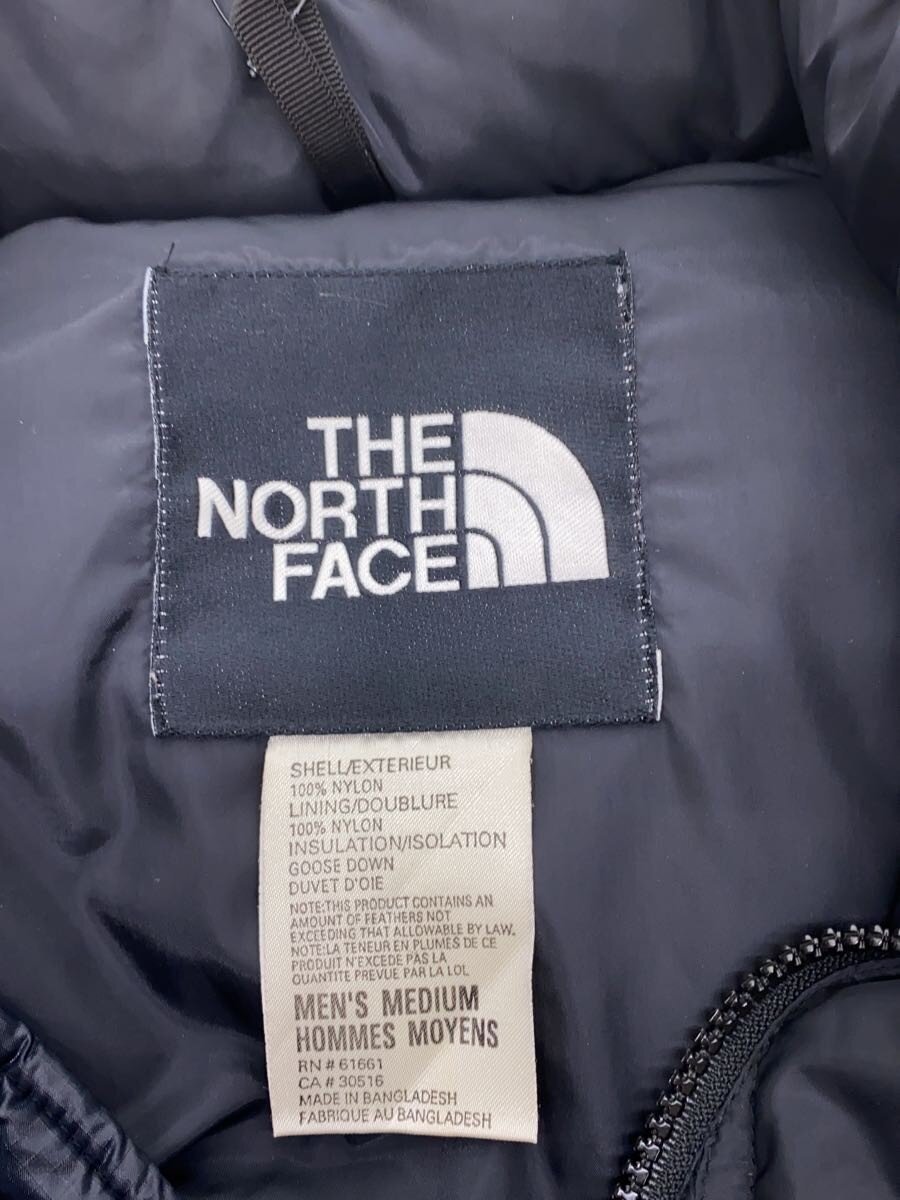 THE
NORTH
FACE
SHELL/EXTERIEUR
100% NYLON
LINING/DOUBLURE
100% NYLON
INSULATION/ISOLATION
GOOSE DOWN
DUVET D'OIE
NOTE:THIS PRODUCT CONTAINS AN
AMOUNT OF FEATHERS NOT
EXCEEDING THAT ALLOWABLE BY LAW.
NOTE:LA TENEUR EN PLUMES DE CE
PRODUIT N'EXCEDE PAS LA
QUANTITE PREVUE PAR LA LOL
MEN'S MEDIUM
HOMMES MOYENS
RN # 61661
CA # 30516
MADE IN BANGLADESH
FABRIQUE AU BANGLADESH